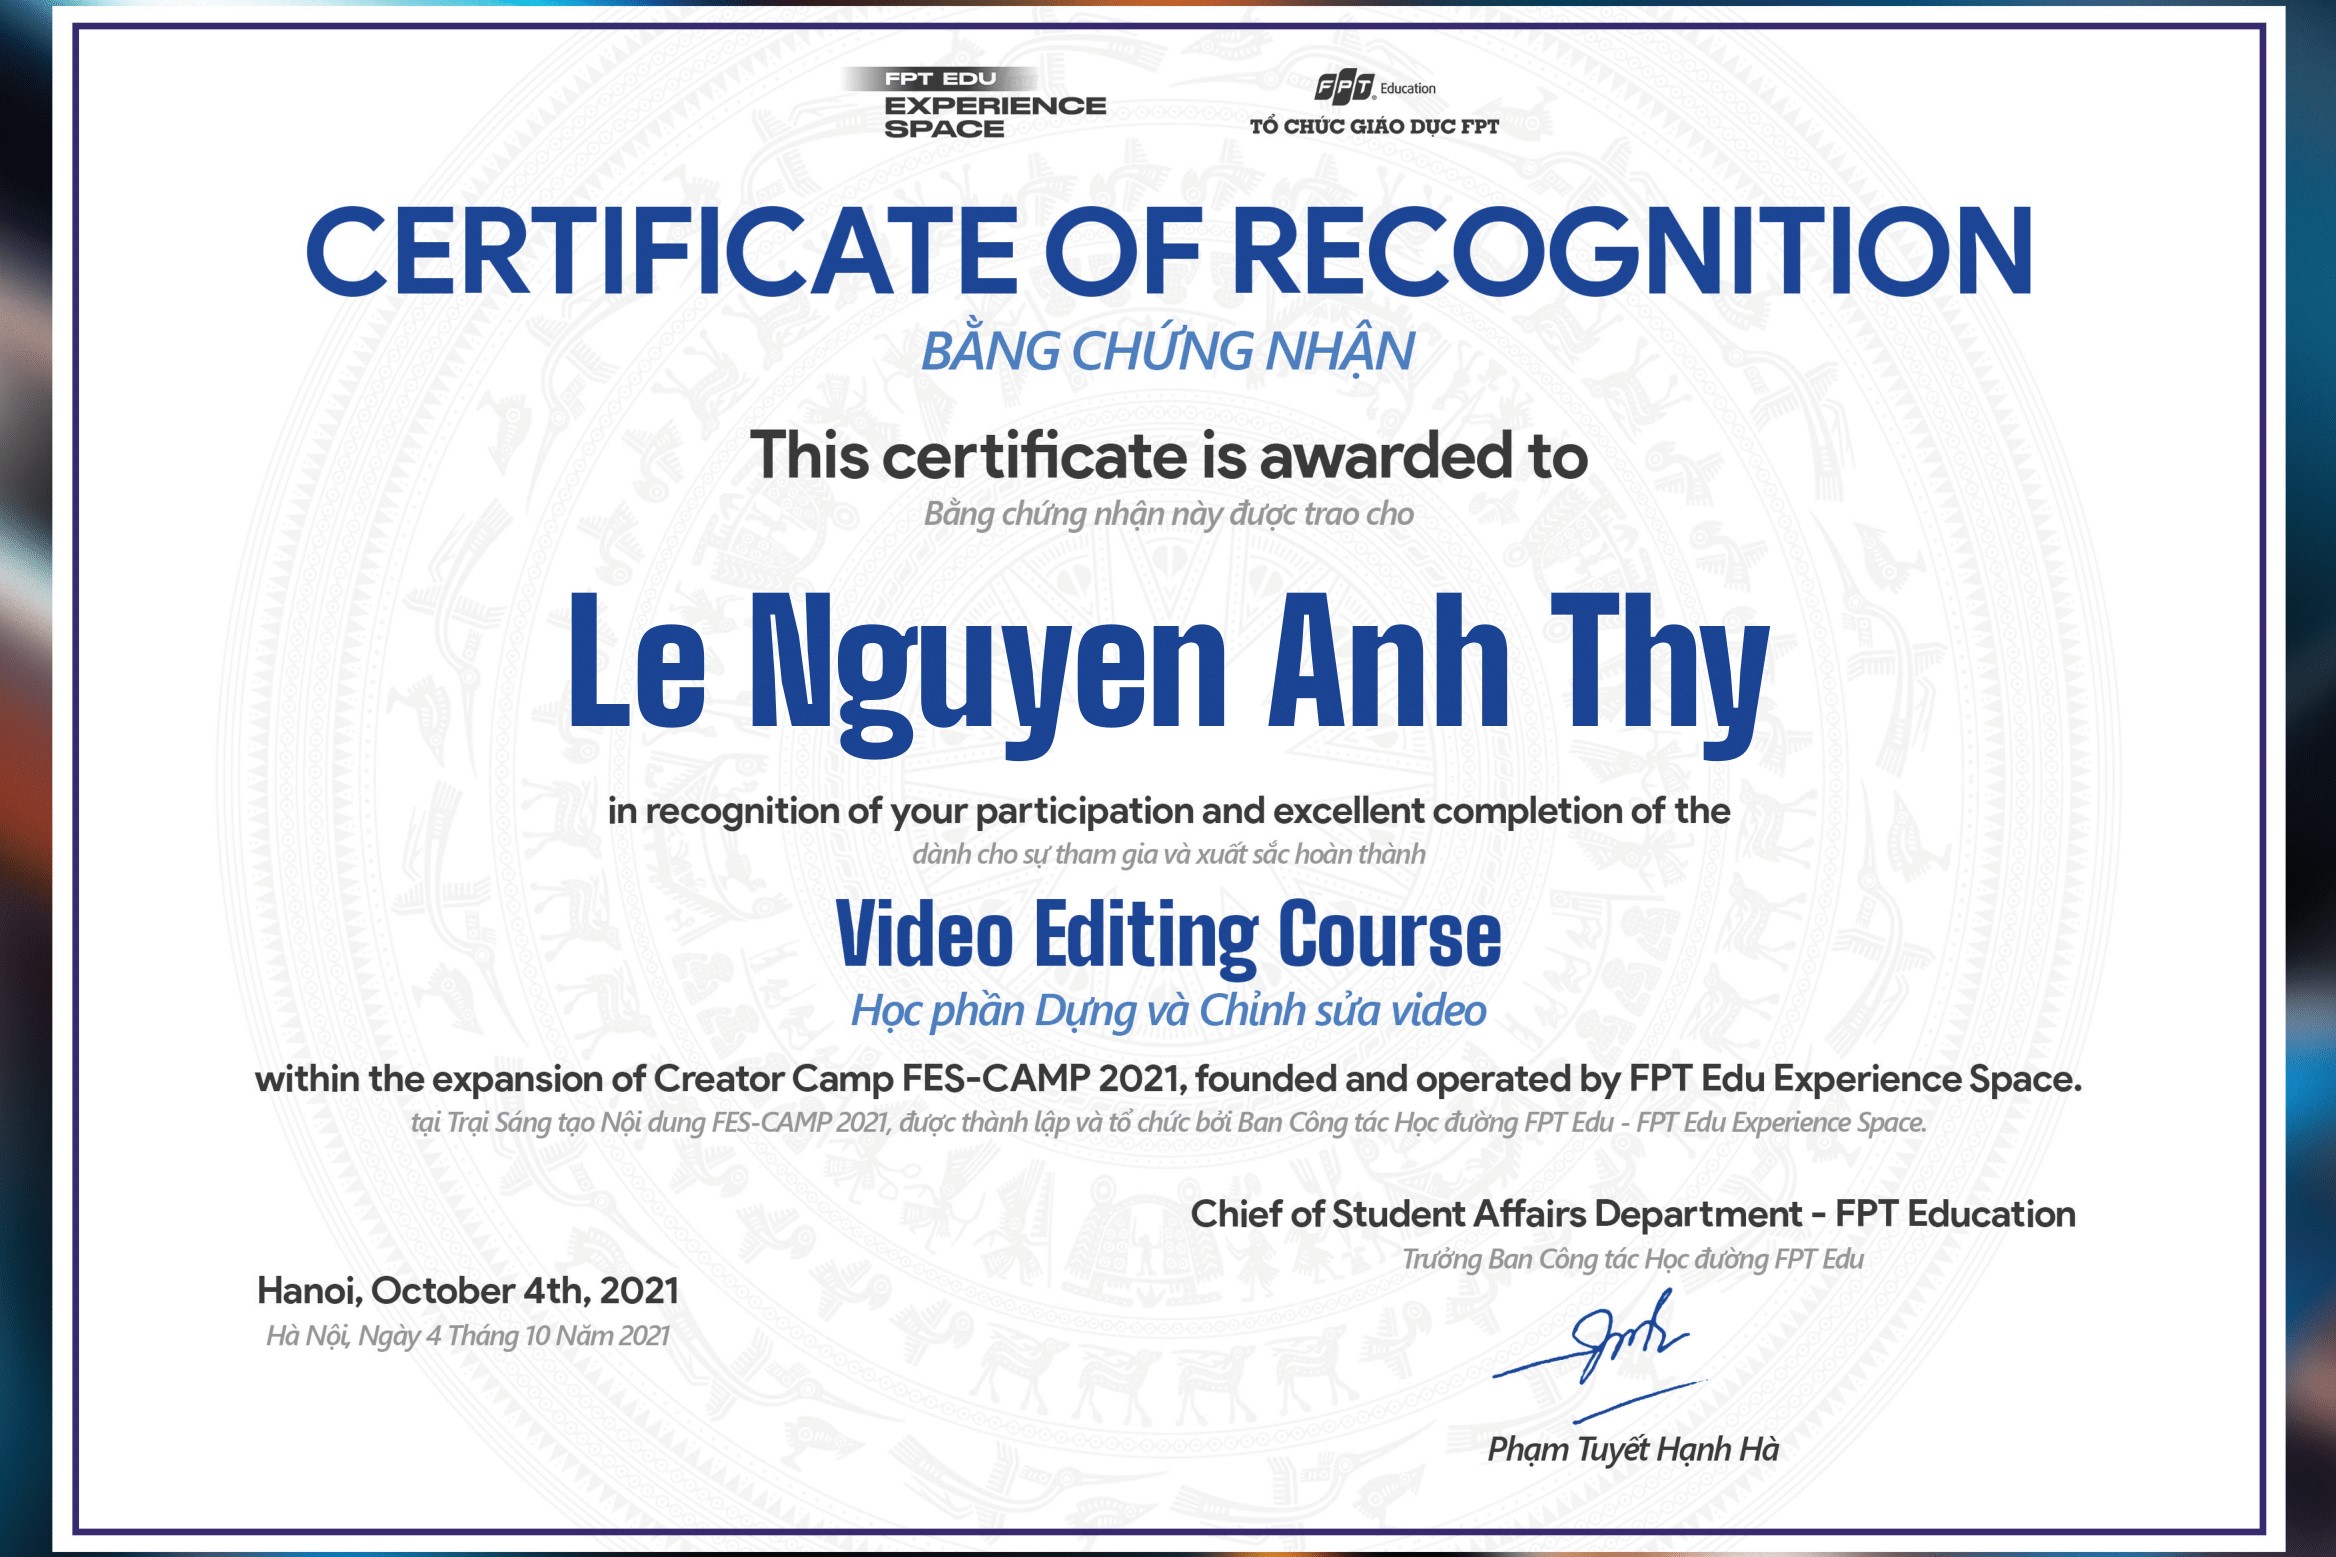 FPT EDU
EXPERIENCE
SPACE
FPT Education
TỔ CHỨC GIÁO DỤC FPT
CERTIFICATE OF RECOGNITION
BẰNG CHỨNG NHẬN
This certificate is awarded to
Bằng chứng nhận này được trao cho
Le Nguyen Anh Thy
in recognition of your participation and excellent completion of the
dành cho sự tham gia và xuất sắc hoàn thành
Video Editing Course
Học phần Dựng và Chỉnh sửa video
within the expansion of Creator Camp FES-CAMP 2021, founded and operated by FPT Edu Experience Space.
tại Trại Sáng tạo Nội dung FES-CAMP 2021, được thành lập và tổ chức bởi Ban Công tác Học đường FPT Edu - FPT Edu Experience Space.
Chief of Student Affairs Department - FPT Education
Trưởng Ban Công tác Học đường FPT Edu
Hanoi, October 4th, 2021
Hà Nội, Ngày 4 Tháng 10 Năm 2021
Phạm Tuyết Hạnh Hà